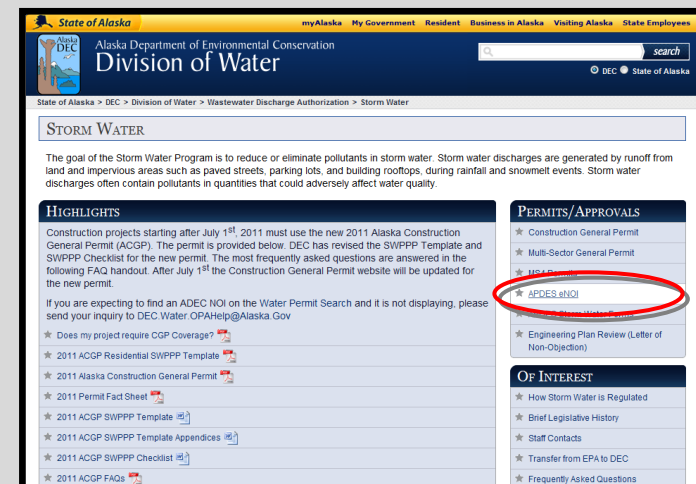 State of Alaska
myAlaska My Government Resident Business in Alaska Visiting Alaska State Employees
Alaska
DEC
Alaska Department of Environmental Conservation
Division of Water
search
DEC State of Alaska
State of Alaska > DEC > Division of Water > Wastewater Discharge Authorization > Storm Water
STORM WATER
The goal of the Storm Water Program is to reduce or eliminate pollutants in storm water. Storm water discharges are generated by runoff from
land and impervious areas such as paved streets, parking lots, and building rooftops, during rainfall and snowmelt events. Storm water
discharges often contain pollutants in quantities that could adversely affect water quality.
HIGHLIGHTS
Construction projects starting after July 1st, 2011 must use the new 2011 Alaska Construction
General Permit (ACGP). The permit is provided below. DEC has revised the SWPPP Template and
SWPPP Checklist for the new permit. The most frequently asked questions are answered in the
following FAQ handout. After July 1st the Construction General Permit website will be updated for
the new permit.
If you are expecting to find an ADEC NOI on the Water Permit Search and it is not displaying, please
send your inquiry to DEC.Water.OPAHelp@Alaska.Gov
Does my project require CGP Coverage?
2011 ACGP Residential SWPPP Template
2011 Alaska Construction General Permit
2011 Permit Fact Sheet
2011 ACGP SWPPP Template
2011 ACGP SWPPP Template Appendices
2011 ACGP SWPPP Checklist
2011 ACGP FAQs
PERMITS/APPROVALS
Construction General Permit
Multi-Sector General Permit
MS4 Permits
APDES eNOI
Storm Water Permit
Engineering Plan Review (Letter of
Non-Objection)
OF INTEREST
How Storm Water is Regulated
Brief Legislative History
Staff Contacts
Transfer from EPA to DEC
Frequently Asked Questions